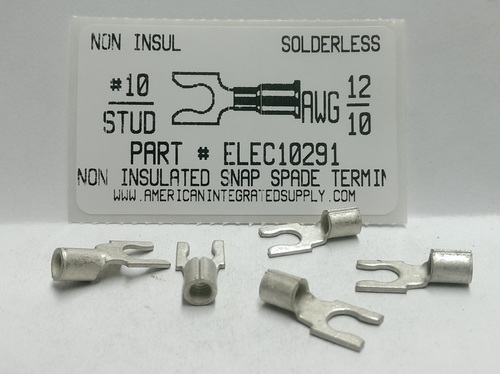 NON INSUL SOLDERLESS
#10 STUD
AWG 12/10
PART # ELEC10291
NON INSULATED SNAP SPADE TERMIN
WWW.AMERICANINTEGRATEDSUPPLY.COM